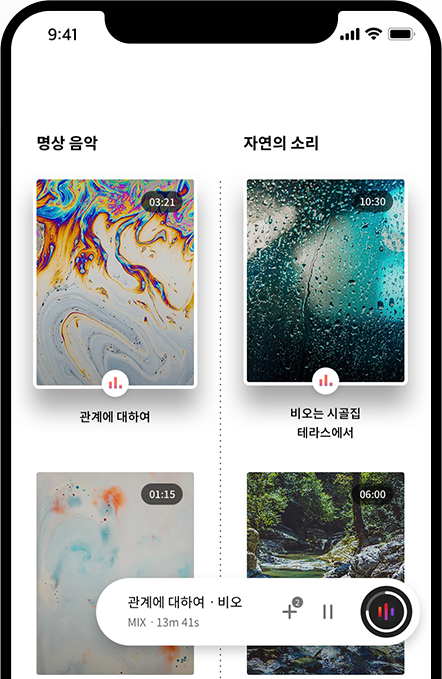 9:41
명상 음악
자연의 소리
03:21
10:30
관계에 대하여
비오는 시골집
테라스에서
01:15
06:00
관계에 대하여 · 비오
2
MIX · 13m 41s